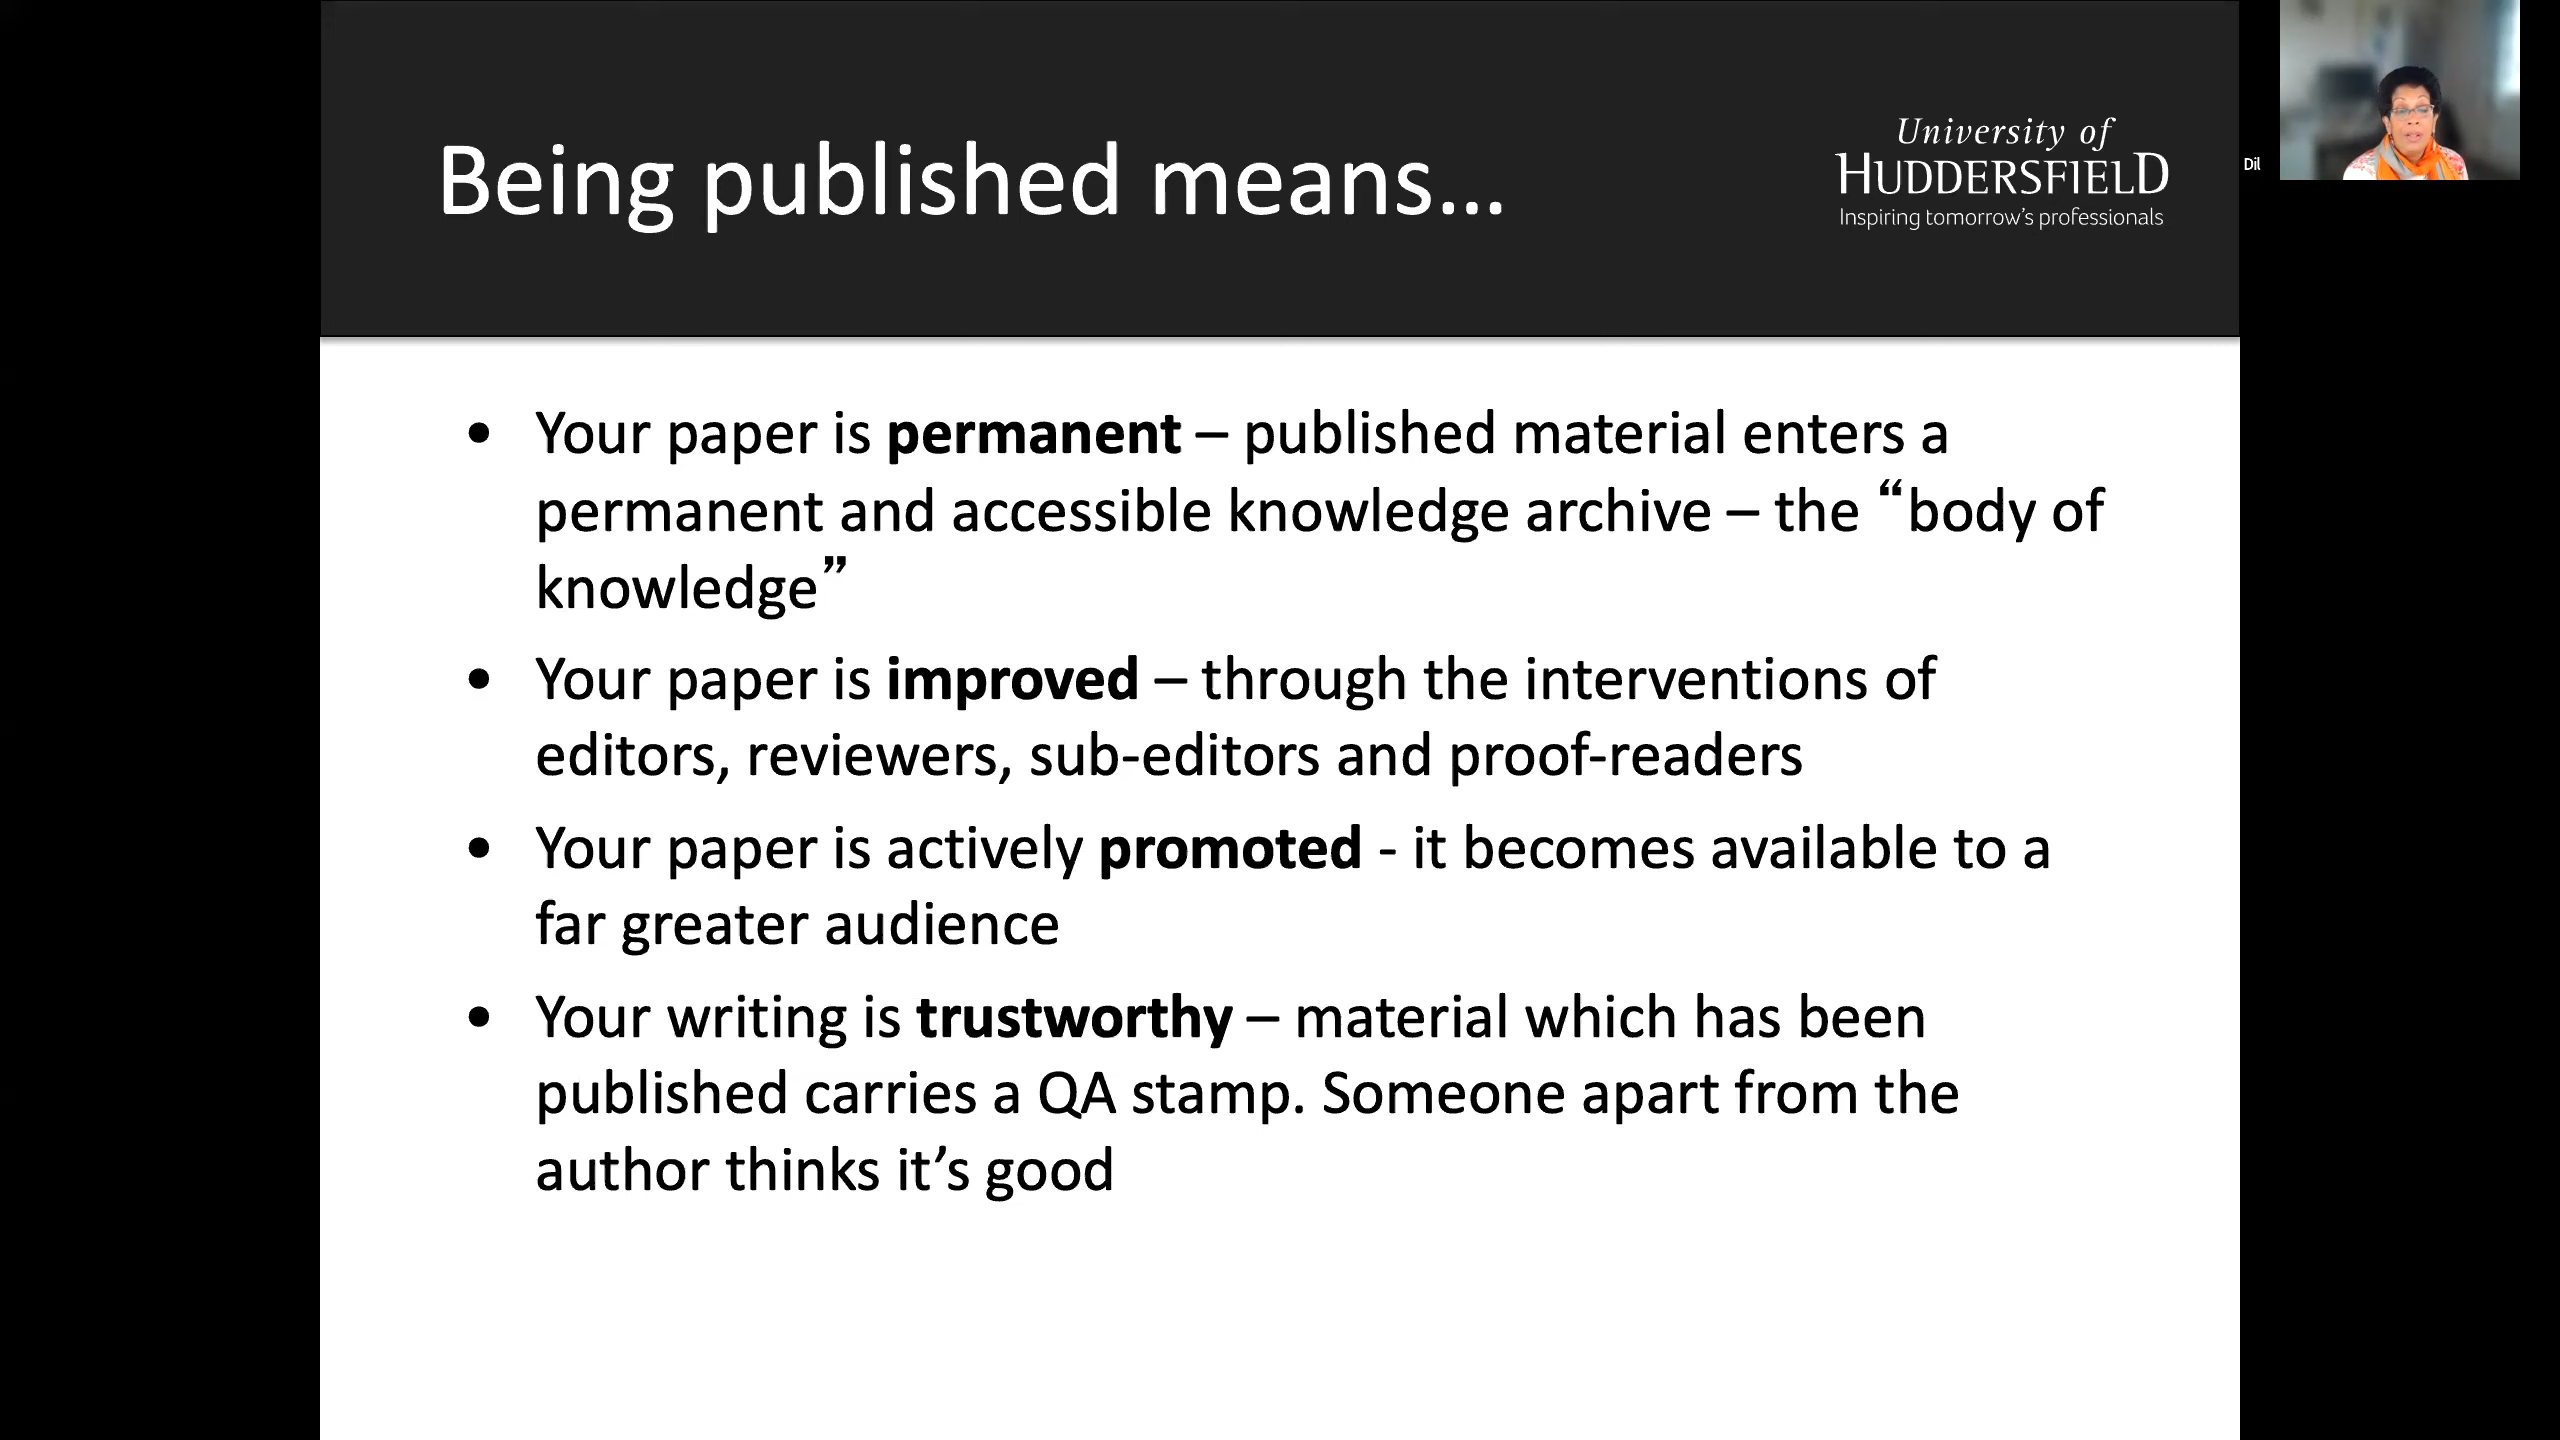 Being published means...
University of
HUDDERSFIELD
Inspiring tomorrow's professionals
Dil
• Your paper is permanent – published material enters a
permanent and accessible knowledge archive – the “body of
knowledge”
• Your paper is improved – through the interventions of
editors, reviewers, sub-editors and proof-readers
• Your paper is actively promoted - it becomes available to a
far greater audience
• Your writing is trustworthy – material which has been
published carries a QA stamp. Someone apart from the
author thinks it’s good